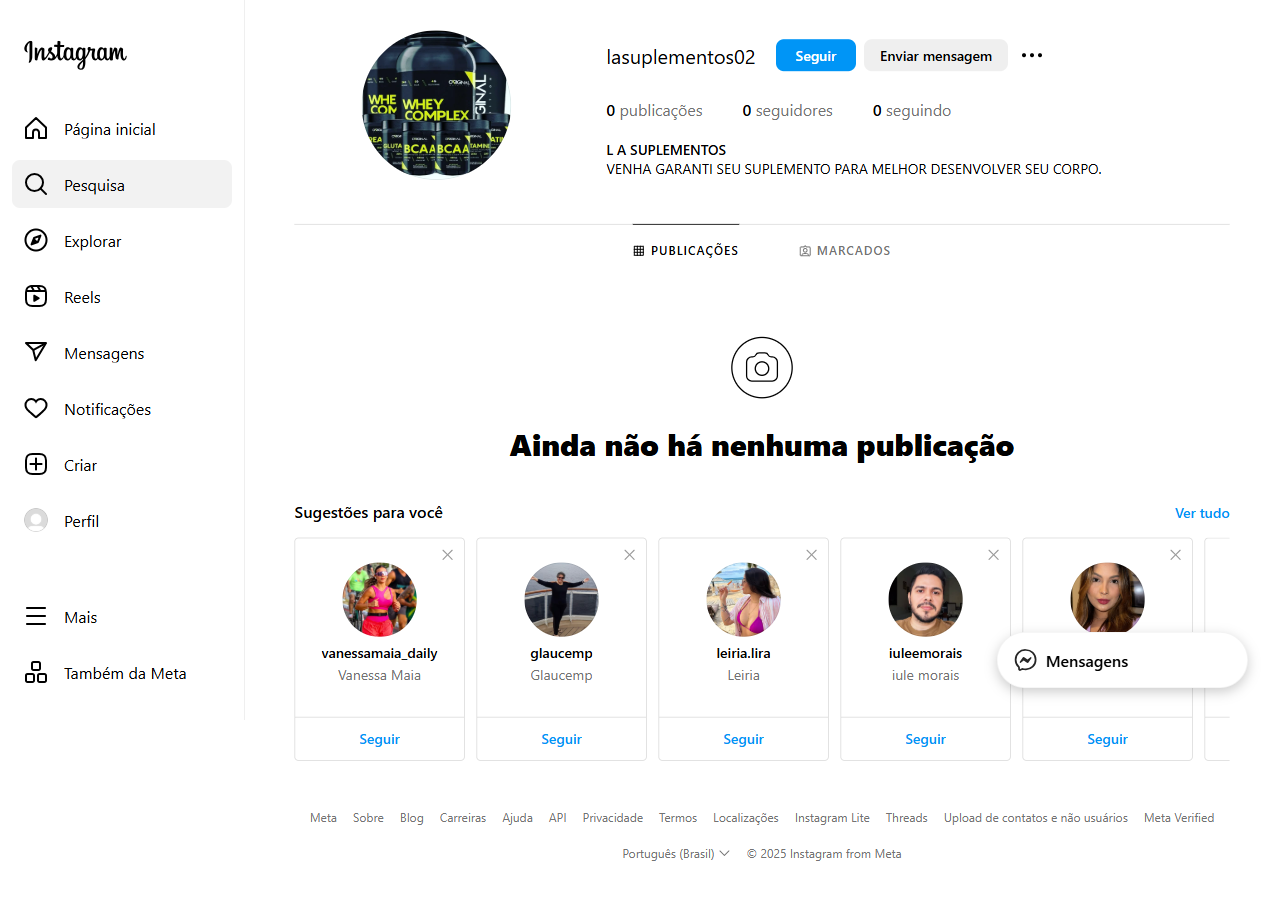 Instagram
Página inicial
Pesquisa
Explorar
Reels
Mensagens
Notificações
Criar
Perfil
Mais
Também da Meta
ORIGINAL
WHEY
COMPLEX
BCAA
BCAA
lasuplementos02 Seguir Enviar mensagem
0 publicações 0 seguidores 0 seguindo
L A SUPLEMENTOS
VENHA GARANTI SEU SUPLEMENTO PARA MELHOR DESENVOLVER SEU CORPO.
PUBLICAÇÕES MARCADOS
Ainda não há nenhuma publicação
Sugestões para você Ver tudo
vanessamaia_daily glaucemp leiria.lira iuleemorais
Vanessa Maia Glaucemp Leiria iule morais
Mensagens
Seguir Seguir Seguir Seguir Seguir
Meta Sobre Blog Carreiras Ajuda API Privacidade Termos Localizações Instagram Lite Threads Upload de contatos e não usuários Meta Verified
Português (Brasil) © 2025 Instagram from Meta